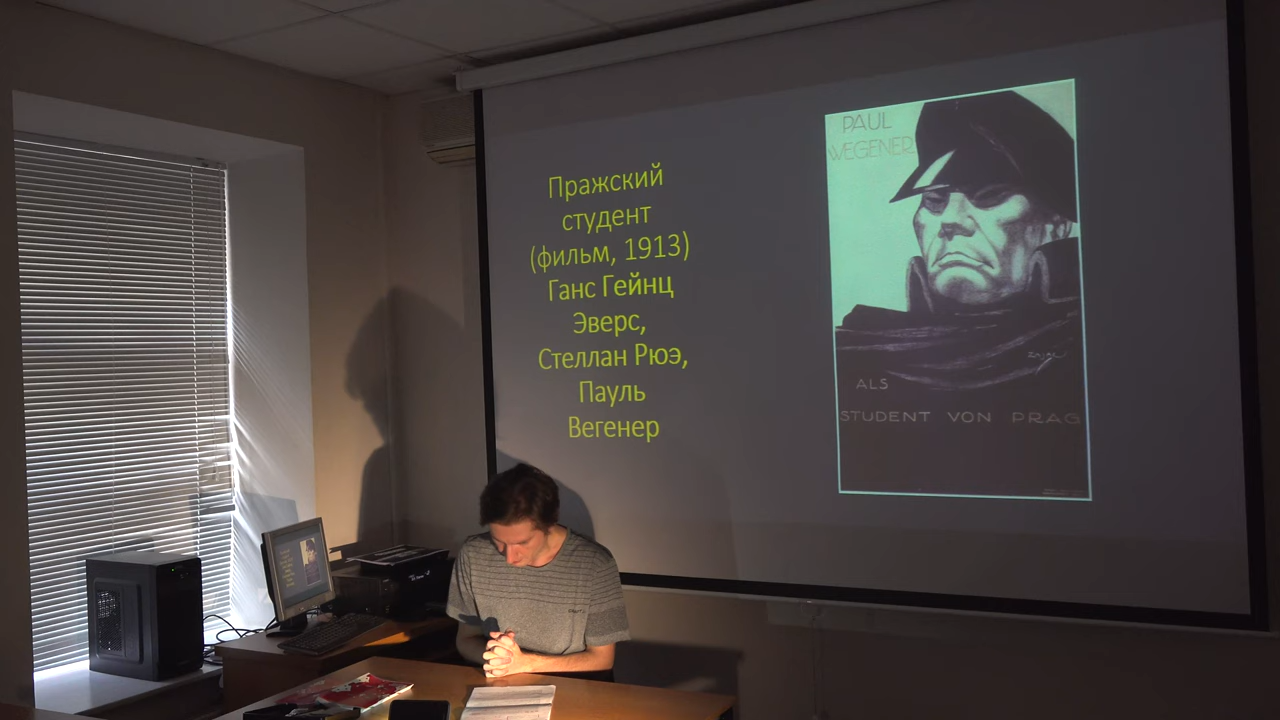 Пражский
студент
(фильм, 1913)
Ганс Гейнц
Эверс,
Стеллан Рюэ,
Пауль
Вегенер
PAUL
WEGENER
ALS
STUDENT VON PRAG